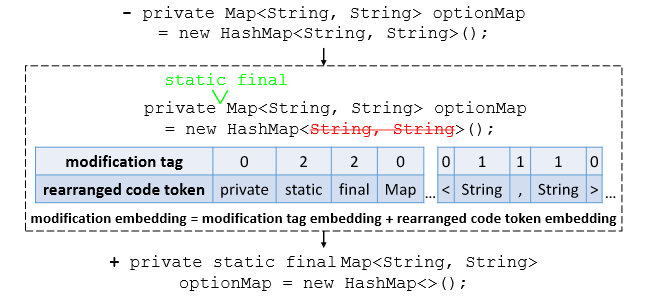 - private Map<String, String> optionMap
= new HashMap<String, String>();
static final
private Map<String, String> optionMap
= new HashMap<String, String>();
modification tag 0 2 2 0 0 1 1 1 0
rearranged code token private static final Map ... < String , String > ...
modification embedding = modification tag embedding + rearranged code token embedding
+ private static final Map<String, String>
optionMap = new HashMap<>();